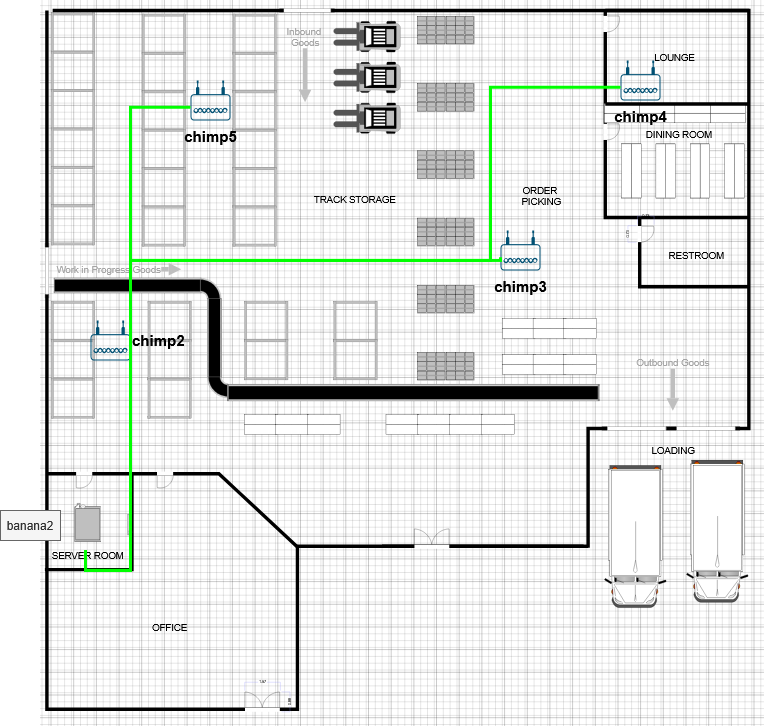 Inbound
Goods
LOUNGE
chimp4
chimp5
DINING ROOM
TRACK STORAGE
ORDER
PICKING
RESTROOM
Work in Progress Goods
chimp3
chimp2
Outbound Goods
LOADING
banana2
SERVER ROOM
OFFICE